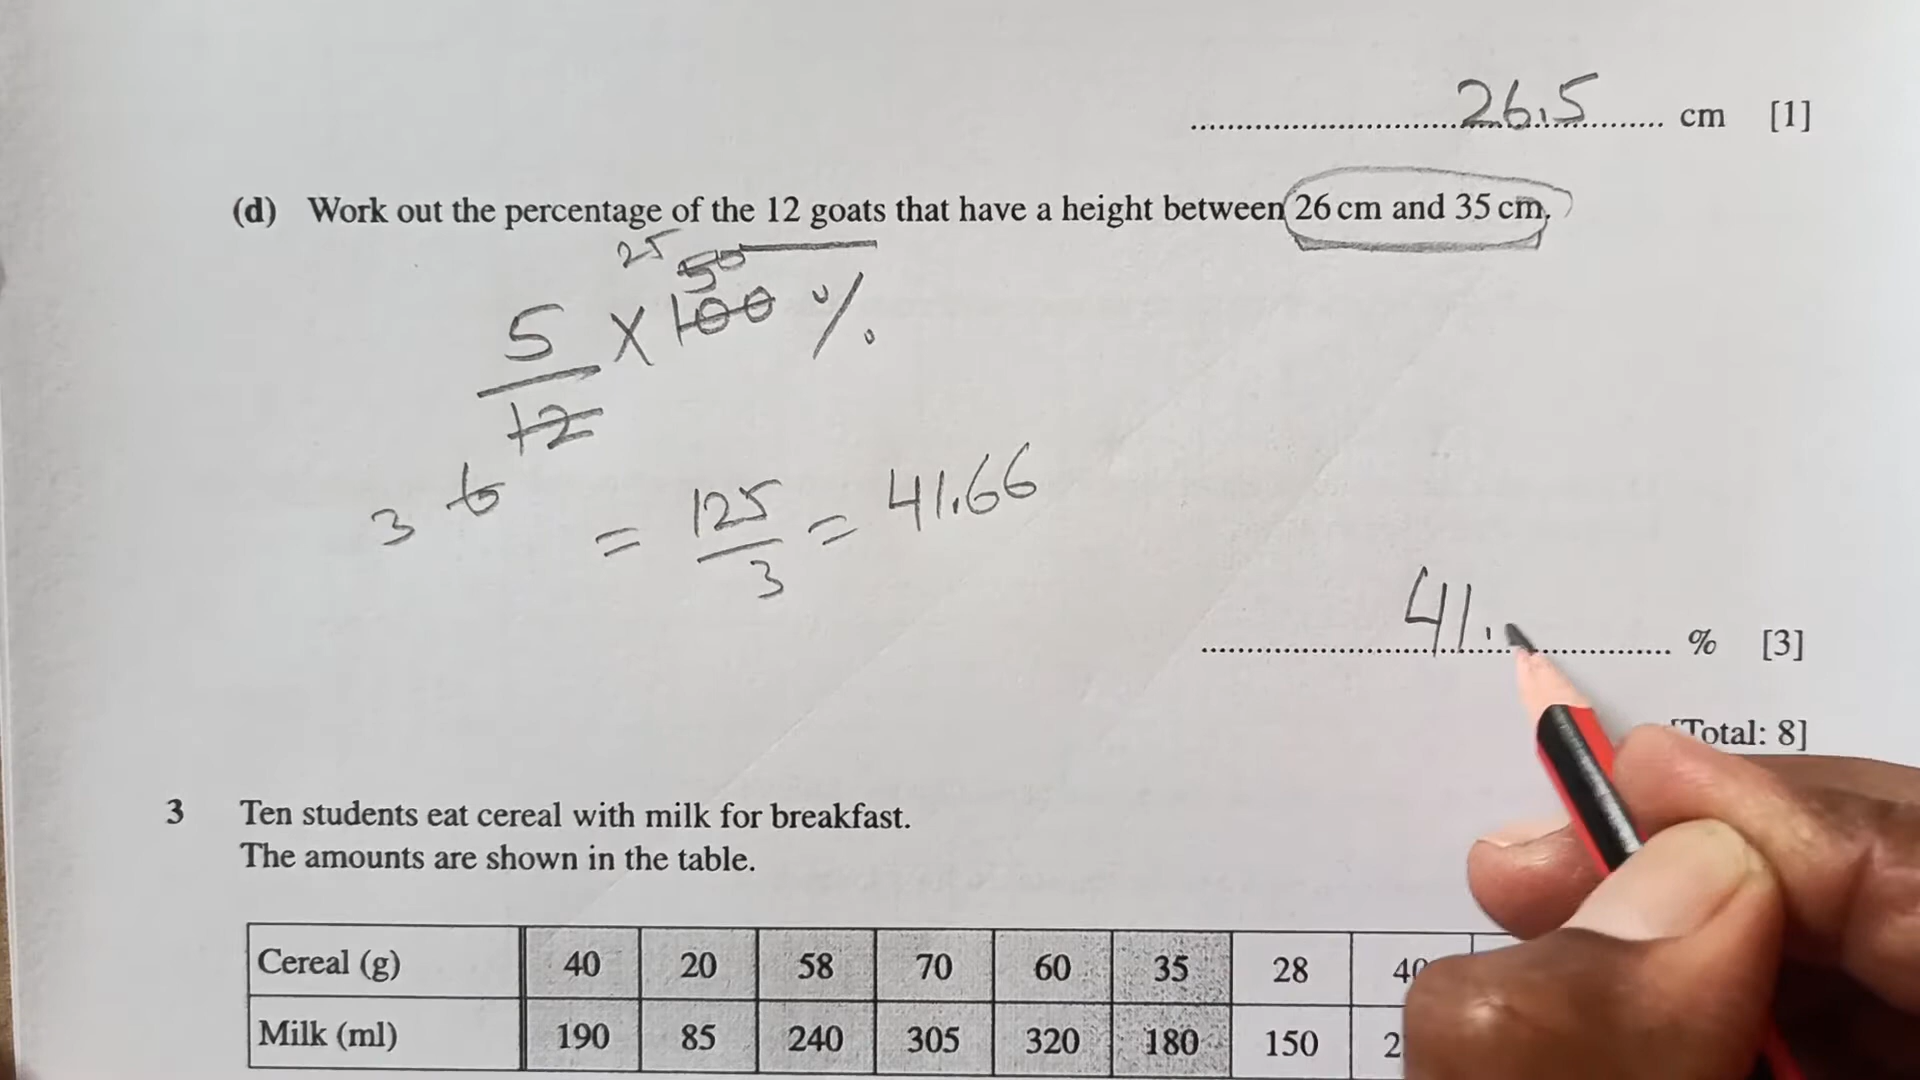 26.5 cm [1]
(d) Work out the percentage of the 12 goats that have a height between 26 cm and 35 cm.
25 50
5 × 100 %
12
3 6
= 125 = 41.66
3
41. % [3]
Total: 8]
3 Ten students eat cereal with milk for breakfast.
The amounts are shown in the table.
Cereal (g) 40 20 58 70 60 35 28 40
Milk (ml) 190 85 240 305 320 180 150 2